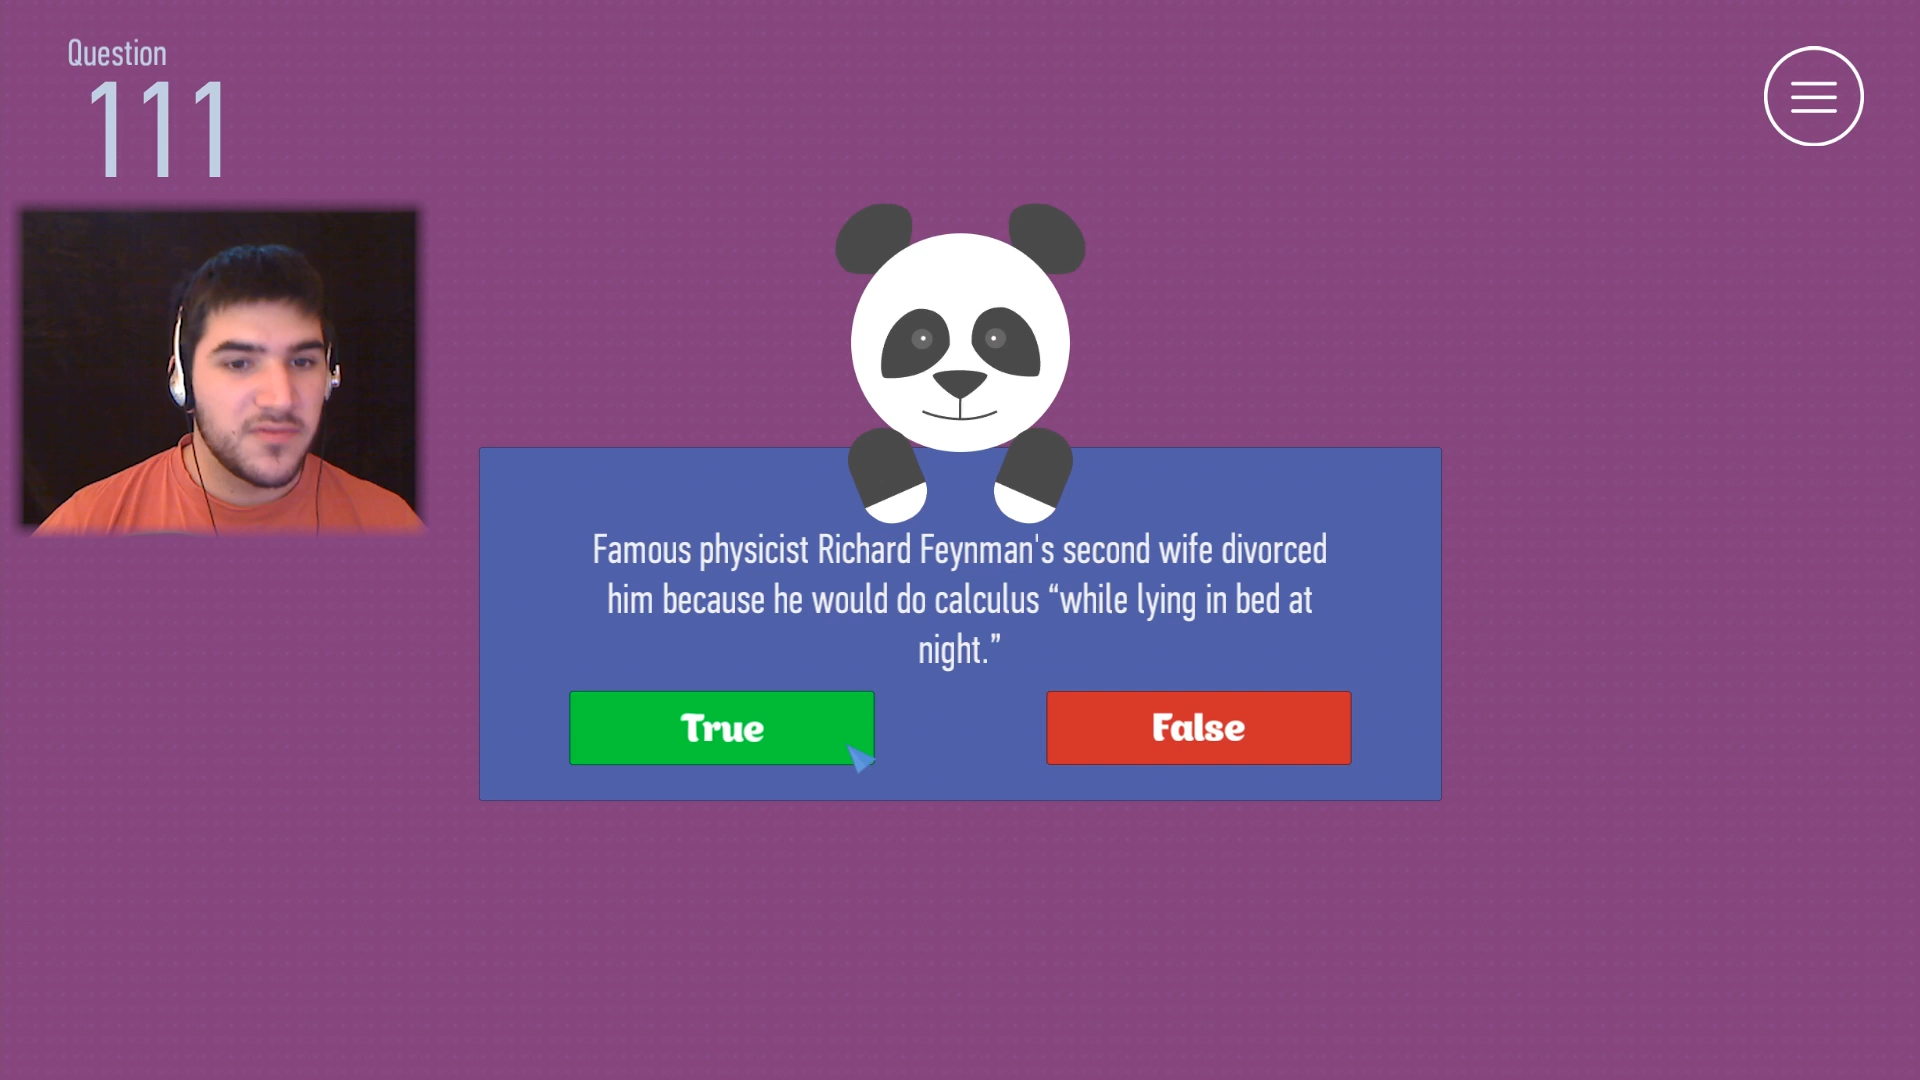 Question
111
Famous physicist Richard Feynman's second wife divorced
him because he would do calculus “while lying in bed at
night.”
True
False